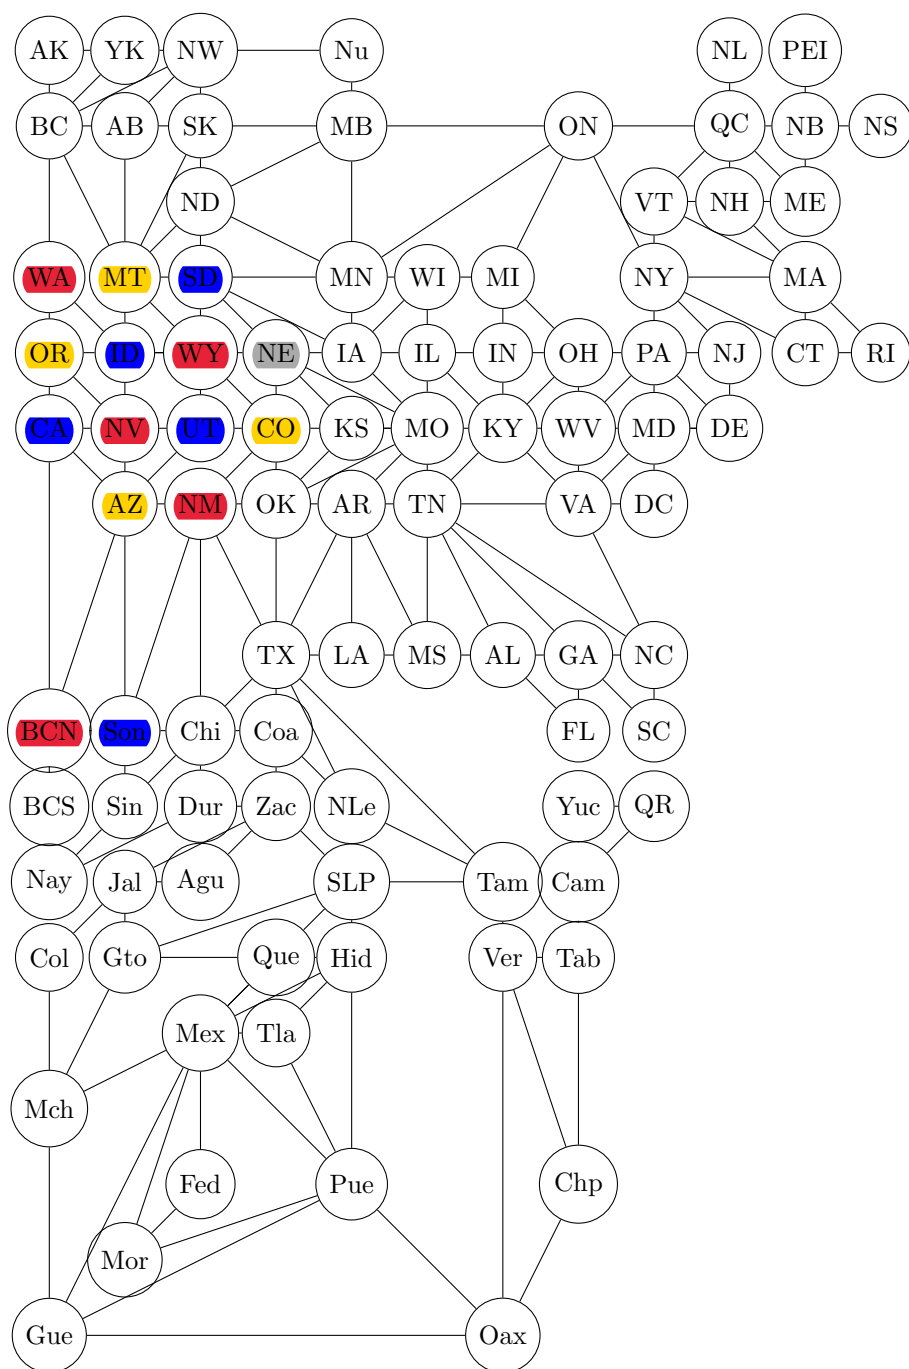 AK YK NW Nu NL PEI
BC AB SK MB ON QC NB NS
ND VT NH ME
WA MT SD MN WI MI NY MA
OR ID WY NE IA IL IN OH PA NJ CT RI
CA NV UT CO KS MO KY WV MD DE
AZ NM OK AR TN VA DC
TX LA MS AL GA NC
BCN Son Chi Coa FL SC
BCS Sin Dur Zac NLe Yuc QR
Nay Jal Agu SLP Tam Cam
Col Gto Que Hid Ver Tab
Mex Tla
Mch
Fed Pue Chp
Mor
Gue Oax